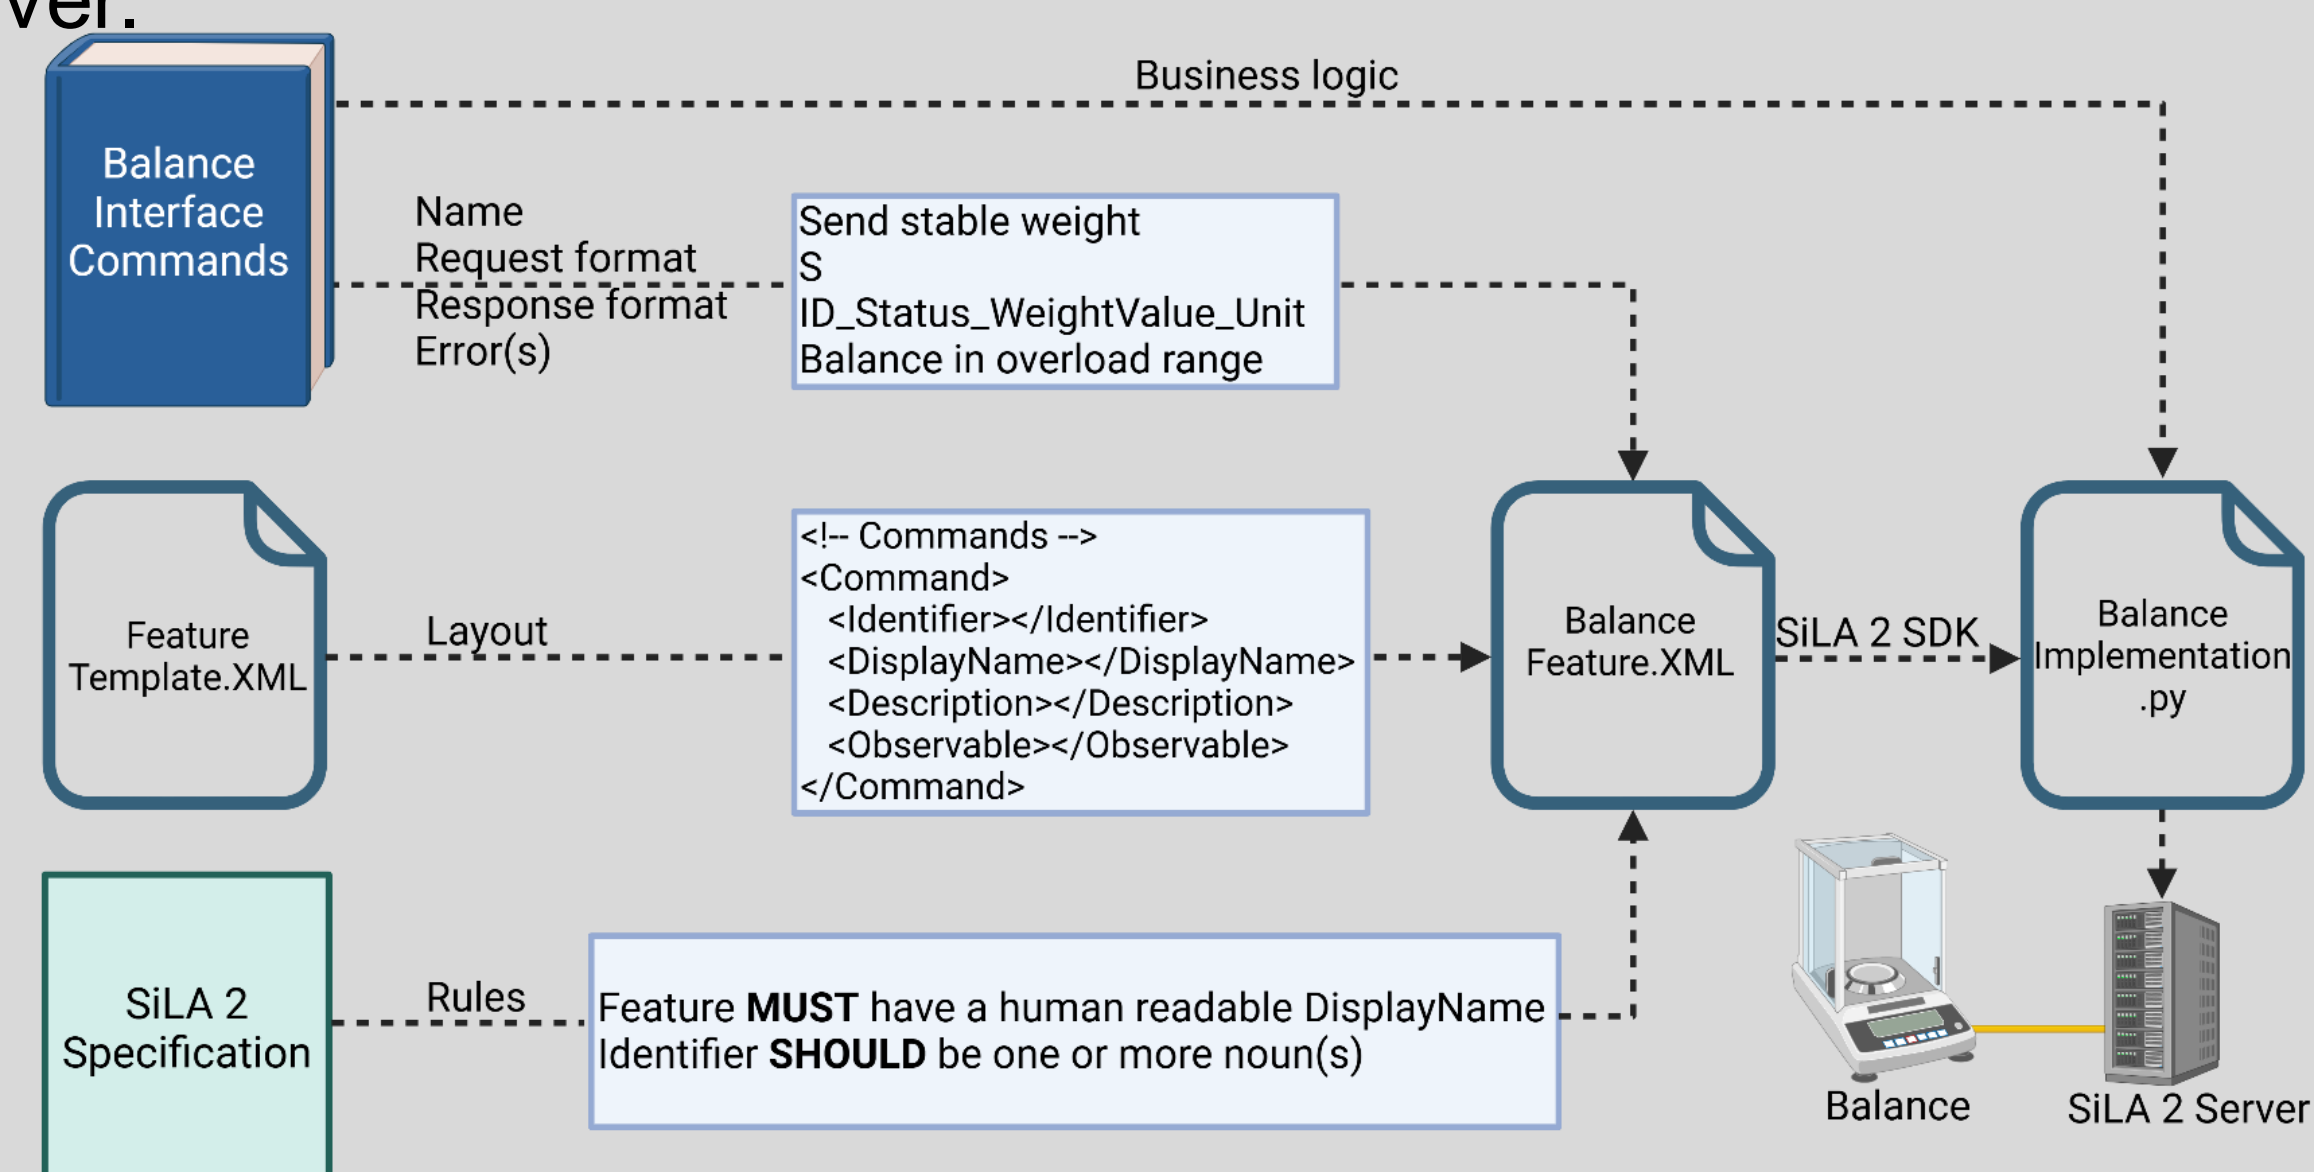 ver.
Business logic
Balance
Interface
Commands
Name
Request format
Response format
Error(s)
Send stable weight
S
ID_Status_WeightValue_Unit
Balance in overload range
Feature
Template.XML
Layout
<!-- Commands -->
<Command>
<Identifier></Identifier>
<DisplayName></DisplayName>
<Description></Description>
<Observable></Observable>
</Command>
Balance
Feature.XML
SiLA 2 SDK
Balance
Implementation
.py
SiLA 2
Specification
Rules
Feature MUST have a human readable DisplayName
Identifier SHOULD be one or more noun(s)
Balance
SiLA 2 Server